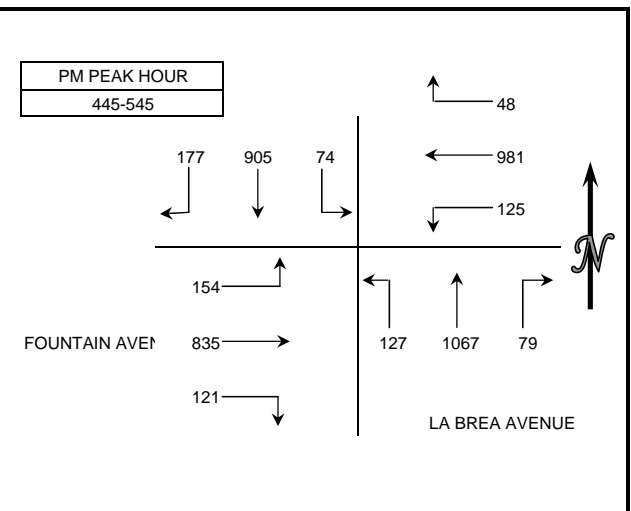 PM PEAK HOUR
445-545
48
177 905 74
981
125
154
FOUNTAIN AVEN 835
127 1067 79
121
LA BREA AVENUE
N